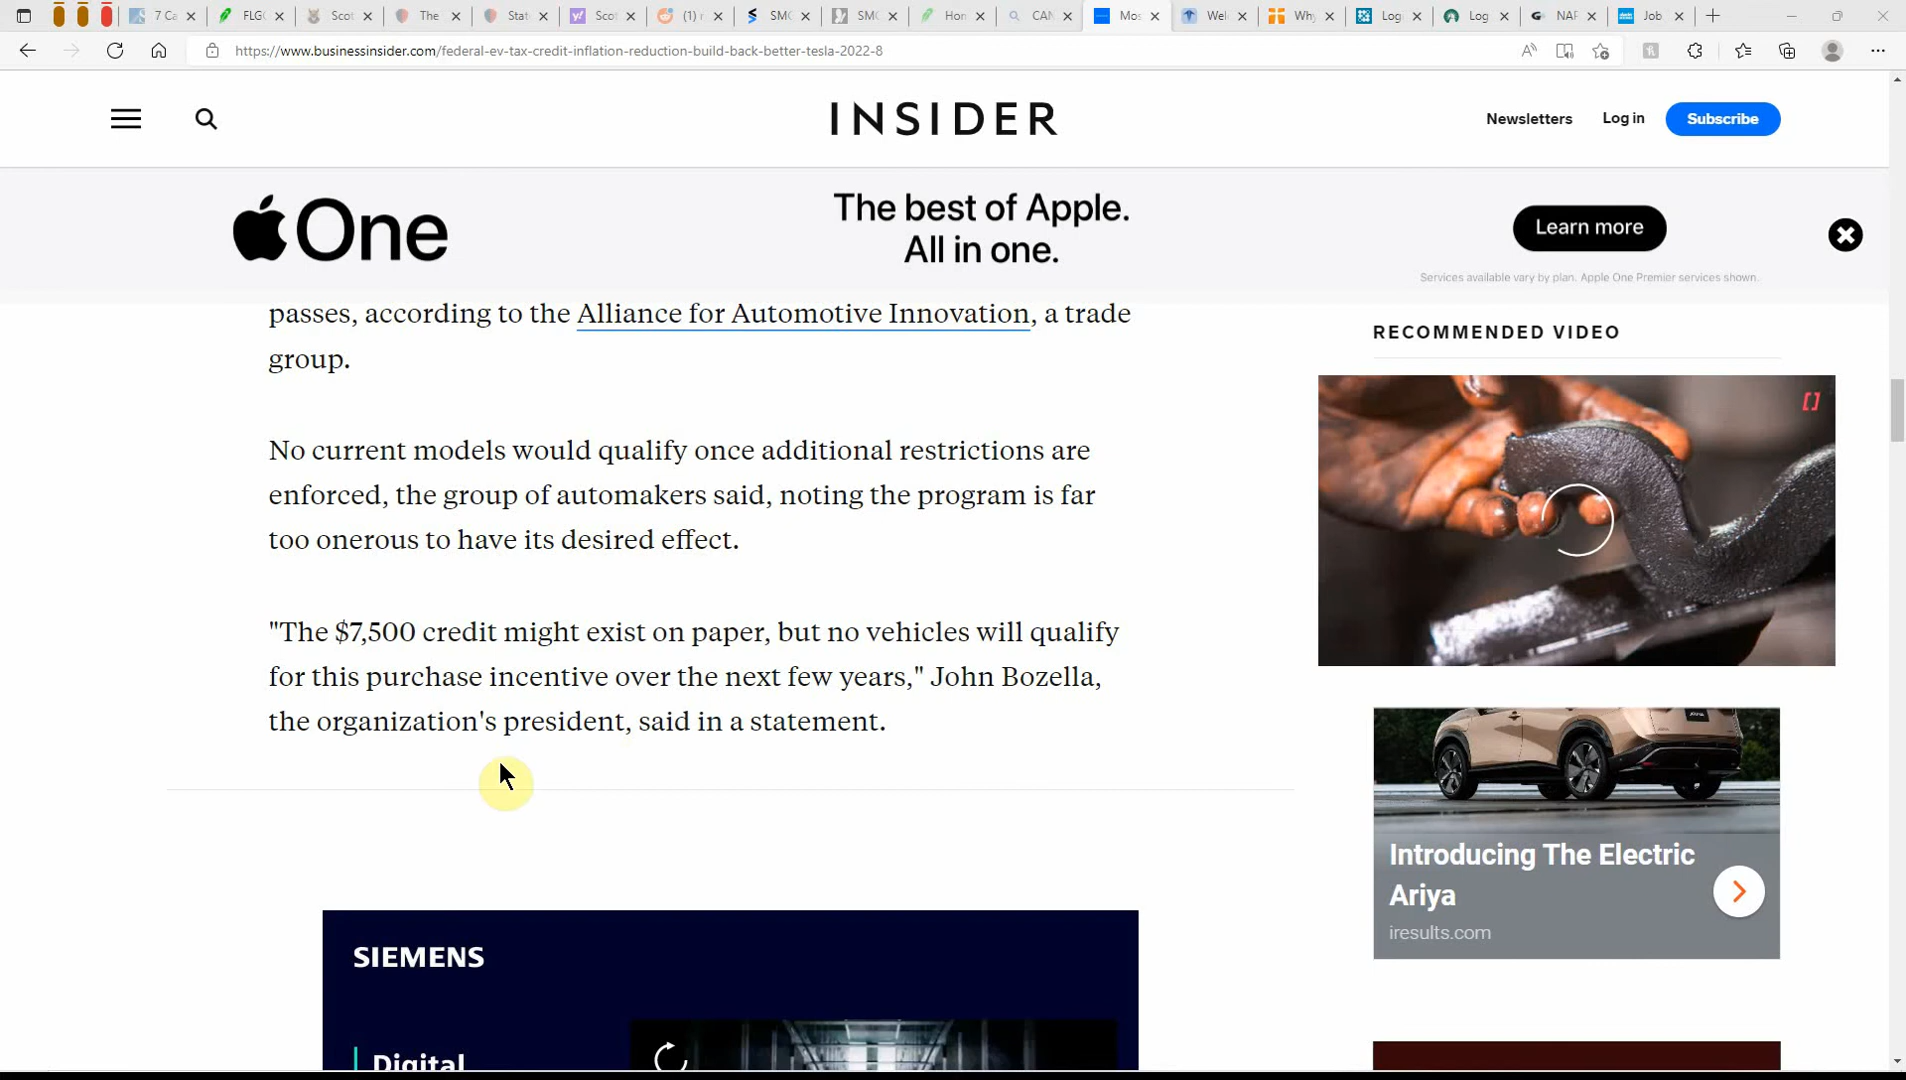 7 Ca
FLGC
Scot
The
Stat
Scot
(1) r
SMC
SMC
Hon
CAN
Mos
Welc
Why
Logi
Log
NAF
Job
https://www.businessinsider.com/federal-ev-tax-credit-inflation-reduction-build-back-better-tesla-2022-8
INSIDER
Newsletters
Log in
Subscribe
One
The best of Apple.
All in one.
Learn more
Services available vary by plan. Apple One Premier services shown.
passes, according to the Alliance for Automotive Innovation, a trade
group.
No current models would qualify once additional restrictions are
enforced, the group of automakers said, noting the program is far
too onerous to have its desired effect.
"The $7,500 credit might exist on paper, but no vehicles will qualify
for this purchase incentive over the next few years," John Bozella,
the organization's president, said in a statement.
RECOMMENDED VIDEO
Introducing The Electric
Ariya
iresults.com
SIEMENS
Digital